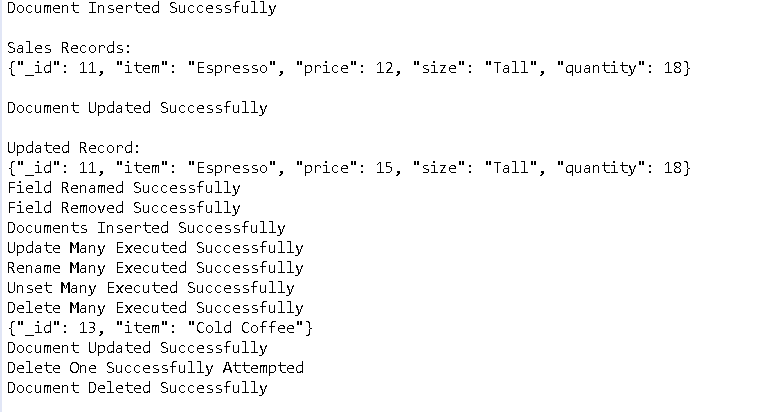 Document Inserted Successfully
Sales Records:
{"_id": 11, "item": "Espresso", "price": 12, "size": "Tall", "quantity": 18}
Document Updated Successfully
Updated Record:
{"_id": 11, "item": "Espresso", "price": 15, "size": "Tall", "quantity": 18}
Field Renamed Successfully
Field Removed Successfully
Documents Inserted Successfully
Update Many Executed Successfully
Rename Many Executed Successfully
Unset Many Executed Successfully
Delete Many Executed Successfully
{"_id": 13, "item": "Cold Coffee"}
Document Updated Successfully
Delete One Successfully Attempted
Document Deleted Successfully